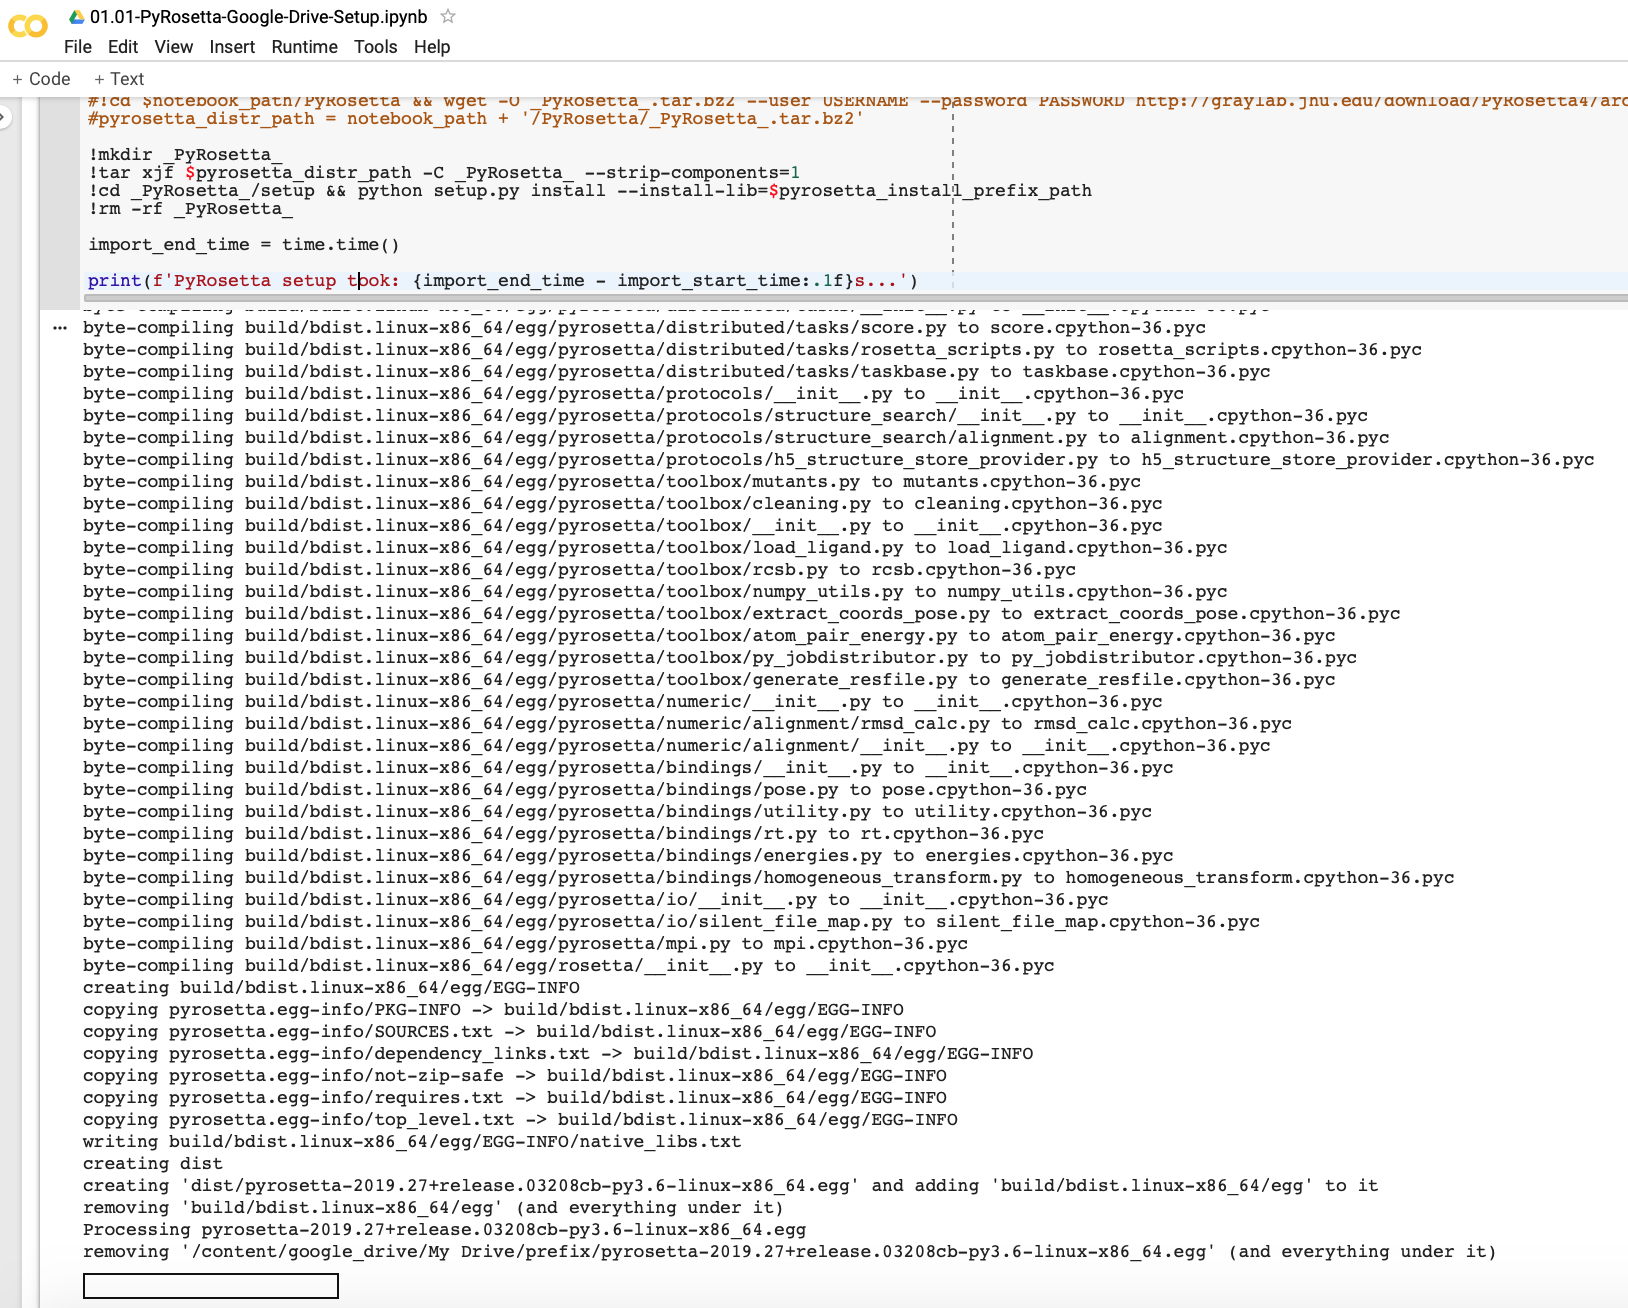 01.01-PyRosetta-Google-Drive-Setup.ipynb
File Edit View Insert Runtime Tools Help
+ Code + Text
#!cd $notebook_path/PyRosetta && wget -O _PyRosetta_.tar.bz2 --user USERNAME --password PASSWORD http://graylab.jhu.edu/download/PyRosetta4/arc
#pyrosetta_distr_path = notebook_path + '/PyRosetta/_PyRosetta_.tar.bz2'
!mkdir _PyRosetta_
!tar xjf $pyrosetta_distr_path -C _PyRosetta_ --strip-components=1
!cd _PyRosetta_/setup && python setup.py install --install-lib=$pyrosetta_install_prefix_path
!rm -rf _PyRosetta_
import_end_time = time.time()
print(f'PyRosetta setup took: {import_end_time - import_start_time:.1f}s...')
byte-compiling build/bdist.linux-x86_64/egg/pyrosetta/distributed/tasks/__init__.py to __init__.cpython-36.pyc
byte-compiling build/bdist.linux-x86_64/egg/pyrosetta/distributed/tasks/score.py to score.cpython-36.pyc
byte-compiling build/bdist.linux-x86_64/egg/pyrosetta/distributed/tasks/rosetta_scripts.py to rosetta_scripts.cpython-36.pyc
byte-compiling build/bdist.linux-x86_64/egg/pyrosetta/distributed/tasks/taskbase.py to taskbase.cpython-36.pyc
byte-compiling build/bdist.linux-x86_64/egg/pyrosetta/protocols/__init__.py to __init__.cpython-36.pyc
byte-compiling build/bdist.linux-x86_64/egg/pyrosetta/protocols/structure_search/__init__.py to __init__.cpython-36.pyc
byte-compiling build/bdist.linux-x86_64/egg/pyrosetta/protocols/structure_search/alignment.py to alignment.cpython-36.pyc
byte-compiling build/bdist.linux-x86_64/egg/pyrosetta/protocols/h5_structure_store_provider.py to h5_structure_store_provider.cpython-36.pyc
byte-compiling build/bdist.linux-x86_64/egg/pyrosetta/toolbox/mutants.py to mutants.cpython-36.pyc
byte-compiling build/bdist.linux-x86_64/egg/pyrosetta/toolbox/cleaning.py to cleaning.cpython-36.pyc
byte-compiling build/bdist.linux-x86_64/egg/pyrosetta/toolbox/__init__.py to __init__.cpython-36.pyc
byte-compiling build/bdist.linux-x86_64/egg/pyrosetta/toolbox/load_ligand.py to load_ligand.cpython-36.pyc
byte-compiling build/bdist.linux-x86_64/egg/pyrosetta/toolbox/rcsb.py to rcsb.cpython-36.pyc
byte-compiling build/bdist.linux-x86_64/egg/pyrosetta/toolbox/numpy_utils.py to numpy_utils.cpython-36.pyc
byte-compiling build/bdist.linux-x86_64/egg/pyrosetta/toolbox/extract_coords_pose.py to extract_coords_pose.cpython-36.pyc
byte-compiling build/bdist.linux-x86_64/egg/pyrosetta/toolbox/atom_pair_energy.py to atom_pair_energy.cpython-36.pyc
byte-compiling build/bdist.linux-x86_64/egg/pyrosetta/toolbox/py_jobdistributor.py to py_jobdistributor.cpython-36.pyc
byte-compiling build/bdist.linux-x86_64/egg/pyrosetta/toolbox/generate_resfile.py to generate_resfile.cpython-36.pyc
byte-compiling build/bdist.linux-x86_64/egg/pyrosetta/numeric/__init__.py to __init__.cpython-36.pyc
byte-compiling build/bdist.linux-x86_64/egg/pyrosetta/numeric/alignment/rmsd_calc.py to rmsd_calc.cpython-36.pyc
byte-compiling build/bdist.linux-x86_64/egg/pyrosetta/numeric/alignment/__init__.py to __init__.cpython-36.pyc
byte-compiling build/bdist.linux-x86_64/egg/pyrosetta/bindings/__init__.py to __init__.cpython-36.pyc
byte-compiling build/bdist.linux-x86_64/egg/pyrosetta/bindings/pose.py to pose.cpython-36.pyc
byte-compiling build/bdist.linux-x86_64/egg/pyrosetta/bindings/utility.py to utility.cpython-36.pyc
byte-compiling build/bdist.linux-x86_64/egg/pyrosetta/bindings/rt.py to rt.cpython-36.pyc
byte-compiling build/bdist.linux-x86_64/egg/pyrosetta/bindings/energies.py to energies.cpython-36.pyc
byte-compiling build/bdist.linux-x86_64/egg/pyrosetta/bindings/homogeneous_transform.py to homogeneous_transform.cpython-36.pyc
byte-compiling build/bdist.linux-x86_64/egg/pyrosetta/io/__init__.py to __init__.cpython-36.pyc
byte-compiling build/bdist.linux-x86_64/egg/pyrosetta/io/silent_file_map.py to silent_file_map.cpython-36.pyc
byte-compiling build/bdist.linux-x86_64/egg/pyrosetta/mpi.py to mpi.cpython-36.pyc
byte-compiling build/bdist.linux-x86_64/egg/rosetta/__init__.py to __init__.cpython-36.pyc
creating build/bdist.linux-x86_64/egg/EGG-INFO
copying pyrosetta.egg-info/PKG-INFO -> build/bdist.linux-x86_64/egg/EGG-INFO
copying pyrosetta.egg-info/SOURCES.txt -> build/bdist.linux-x86_64/egg/EGG-INFO
copying pyrosetta.egg-info/dependency_links.txt -> build/bdist.linux-x86_64/egg/EGG-INFO
copying pyrosetta.egg-info/not-zip-safe -> build/bdist.linux-x86_64/egg/EGG-INFO
copying pyrosetta.egg-info/requires.txt -> build/bdist.linux-x86_64/egg/EGG-INFO
copying pyrosetta.egg-info/top_level.txt -> build/bdist.linux-x86_64/egg/EGG-INFO
writing build/bdist.linux-x86_64/egg/EGG-INFO/native_libs.txt
creating dist
creating 'dist/pyrosetta-2019.27+release.03208cb-py3.6-linux-x86_64.egg' and adding 'build/bdist.linux-x86_64/egg' to it
removing 'build/bdist.linux-x86_64/egg' (and everything under it)
Processing pyrosetta-2019.27+release.03208cb-py3.6-linux-x86_64.egg
removing '/content/google_drive/My Drive/prefix/pyrosetta-2019.27+release.03208cb-py3.6-linux-x86_64.egg' (and everything under it)